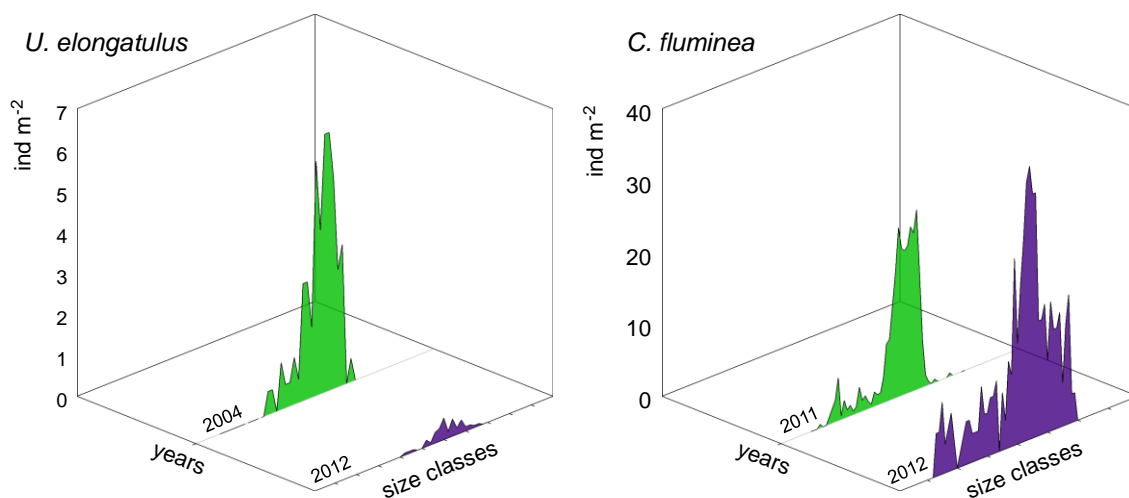 U. elongatulus
ind m-2
7
6
5
4
3
2
1
0
2004
2012
years
size classes
C. fluminea
ind m-2
40
30
20
10
0
2011
2012
years
size classes